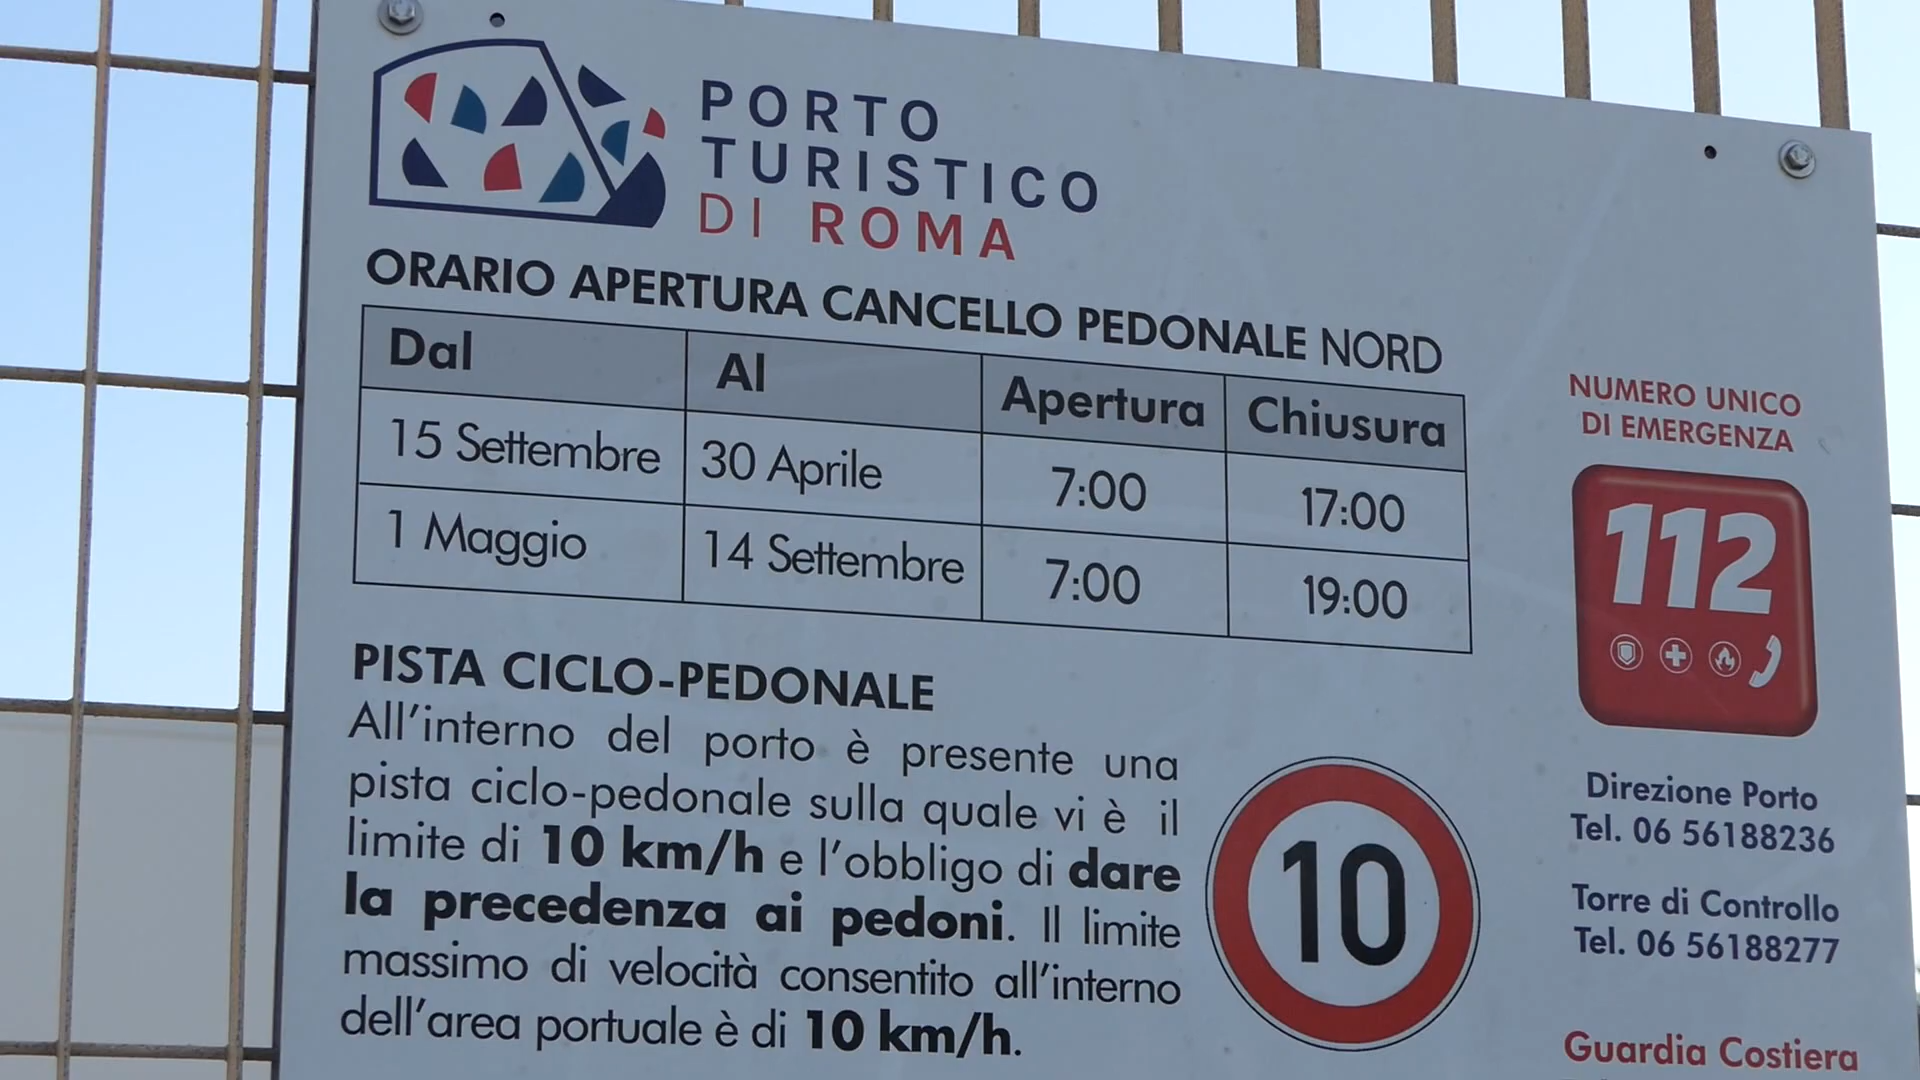 PORTO
TURISTICO
DI ROMA
ORARIO APERTURA CANCELLO PEDONALE NORD
Dal Al Apertura Chiusura
15 Settembre 30 Aprile 7:00 17:00
1 Maggio 14 Settembre 7:00 19:00
PISTA CICLO-PEDONALE
All'interno del porto è presente una
pista ciclo-pedonale sulla quale vi è il
limite di 10 km/h e l'obbligo di dare
la precedenza ai pedoni. Il limite
massimo di velocità consentito all'interno
dell'area portuale è di 10 km/h.
10
NUMERO UNICO
DI EMERGENZA
112
Direzione Porto
Tel. 06 56188236
Torre di Controllo
Tel. 06 56188277
Guardia Costiera